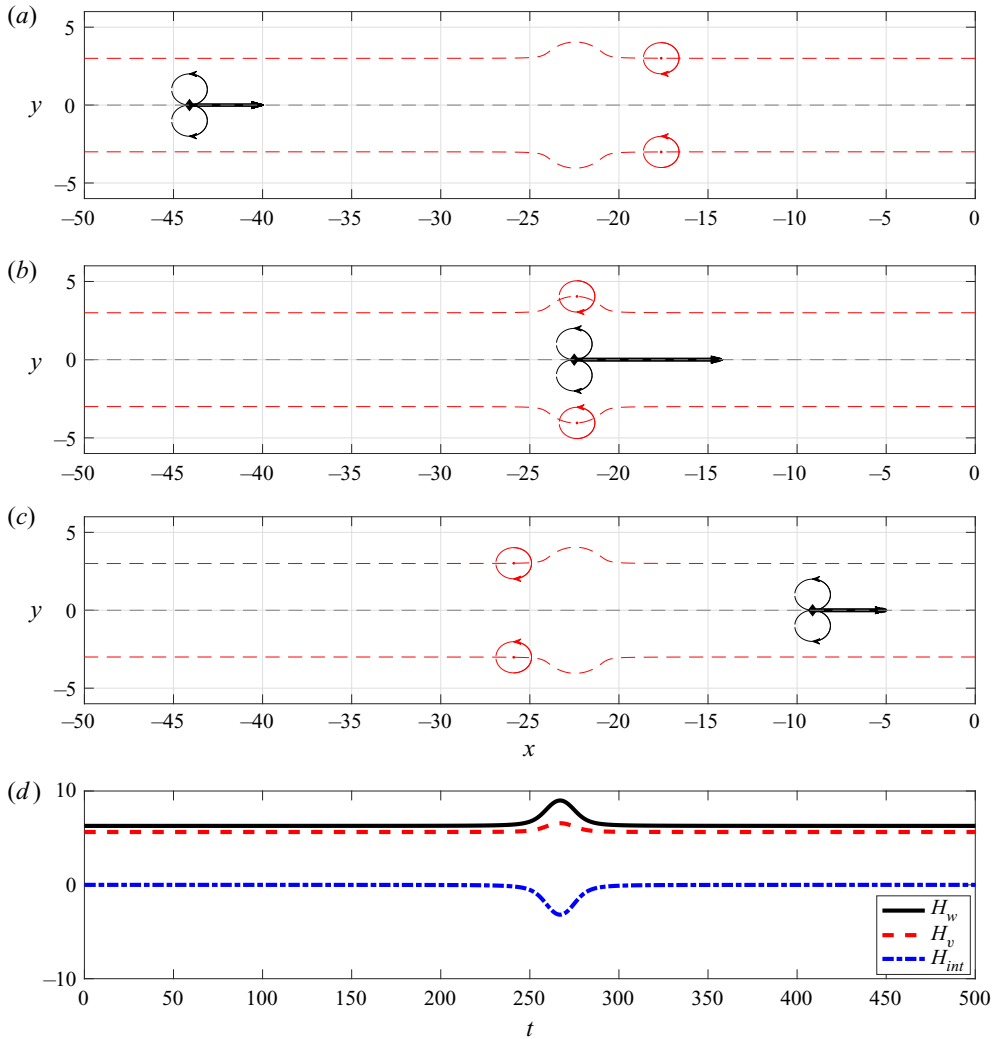 (a)
5
y
0
–5
–50 –45 –40 –35 –30 –25 –20 –15 –10 –5 0
(b)
5
y
0
–5
–50 –45 –40 –35 –30 –25 –20 –15 –10 –5 0
(c)
5
y
0
–5
–50 –45 –40 –35 –30 –25 –20 –15 –10 –5 0
x
(d)
10
0
–10
H_w
H_v
H_int
0 50 100 150 200 250 300 350 400 450 500
t